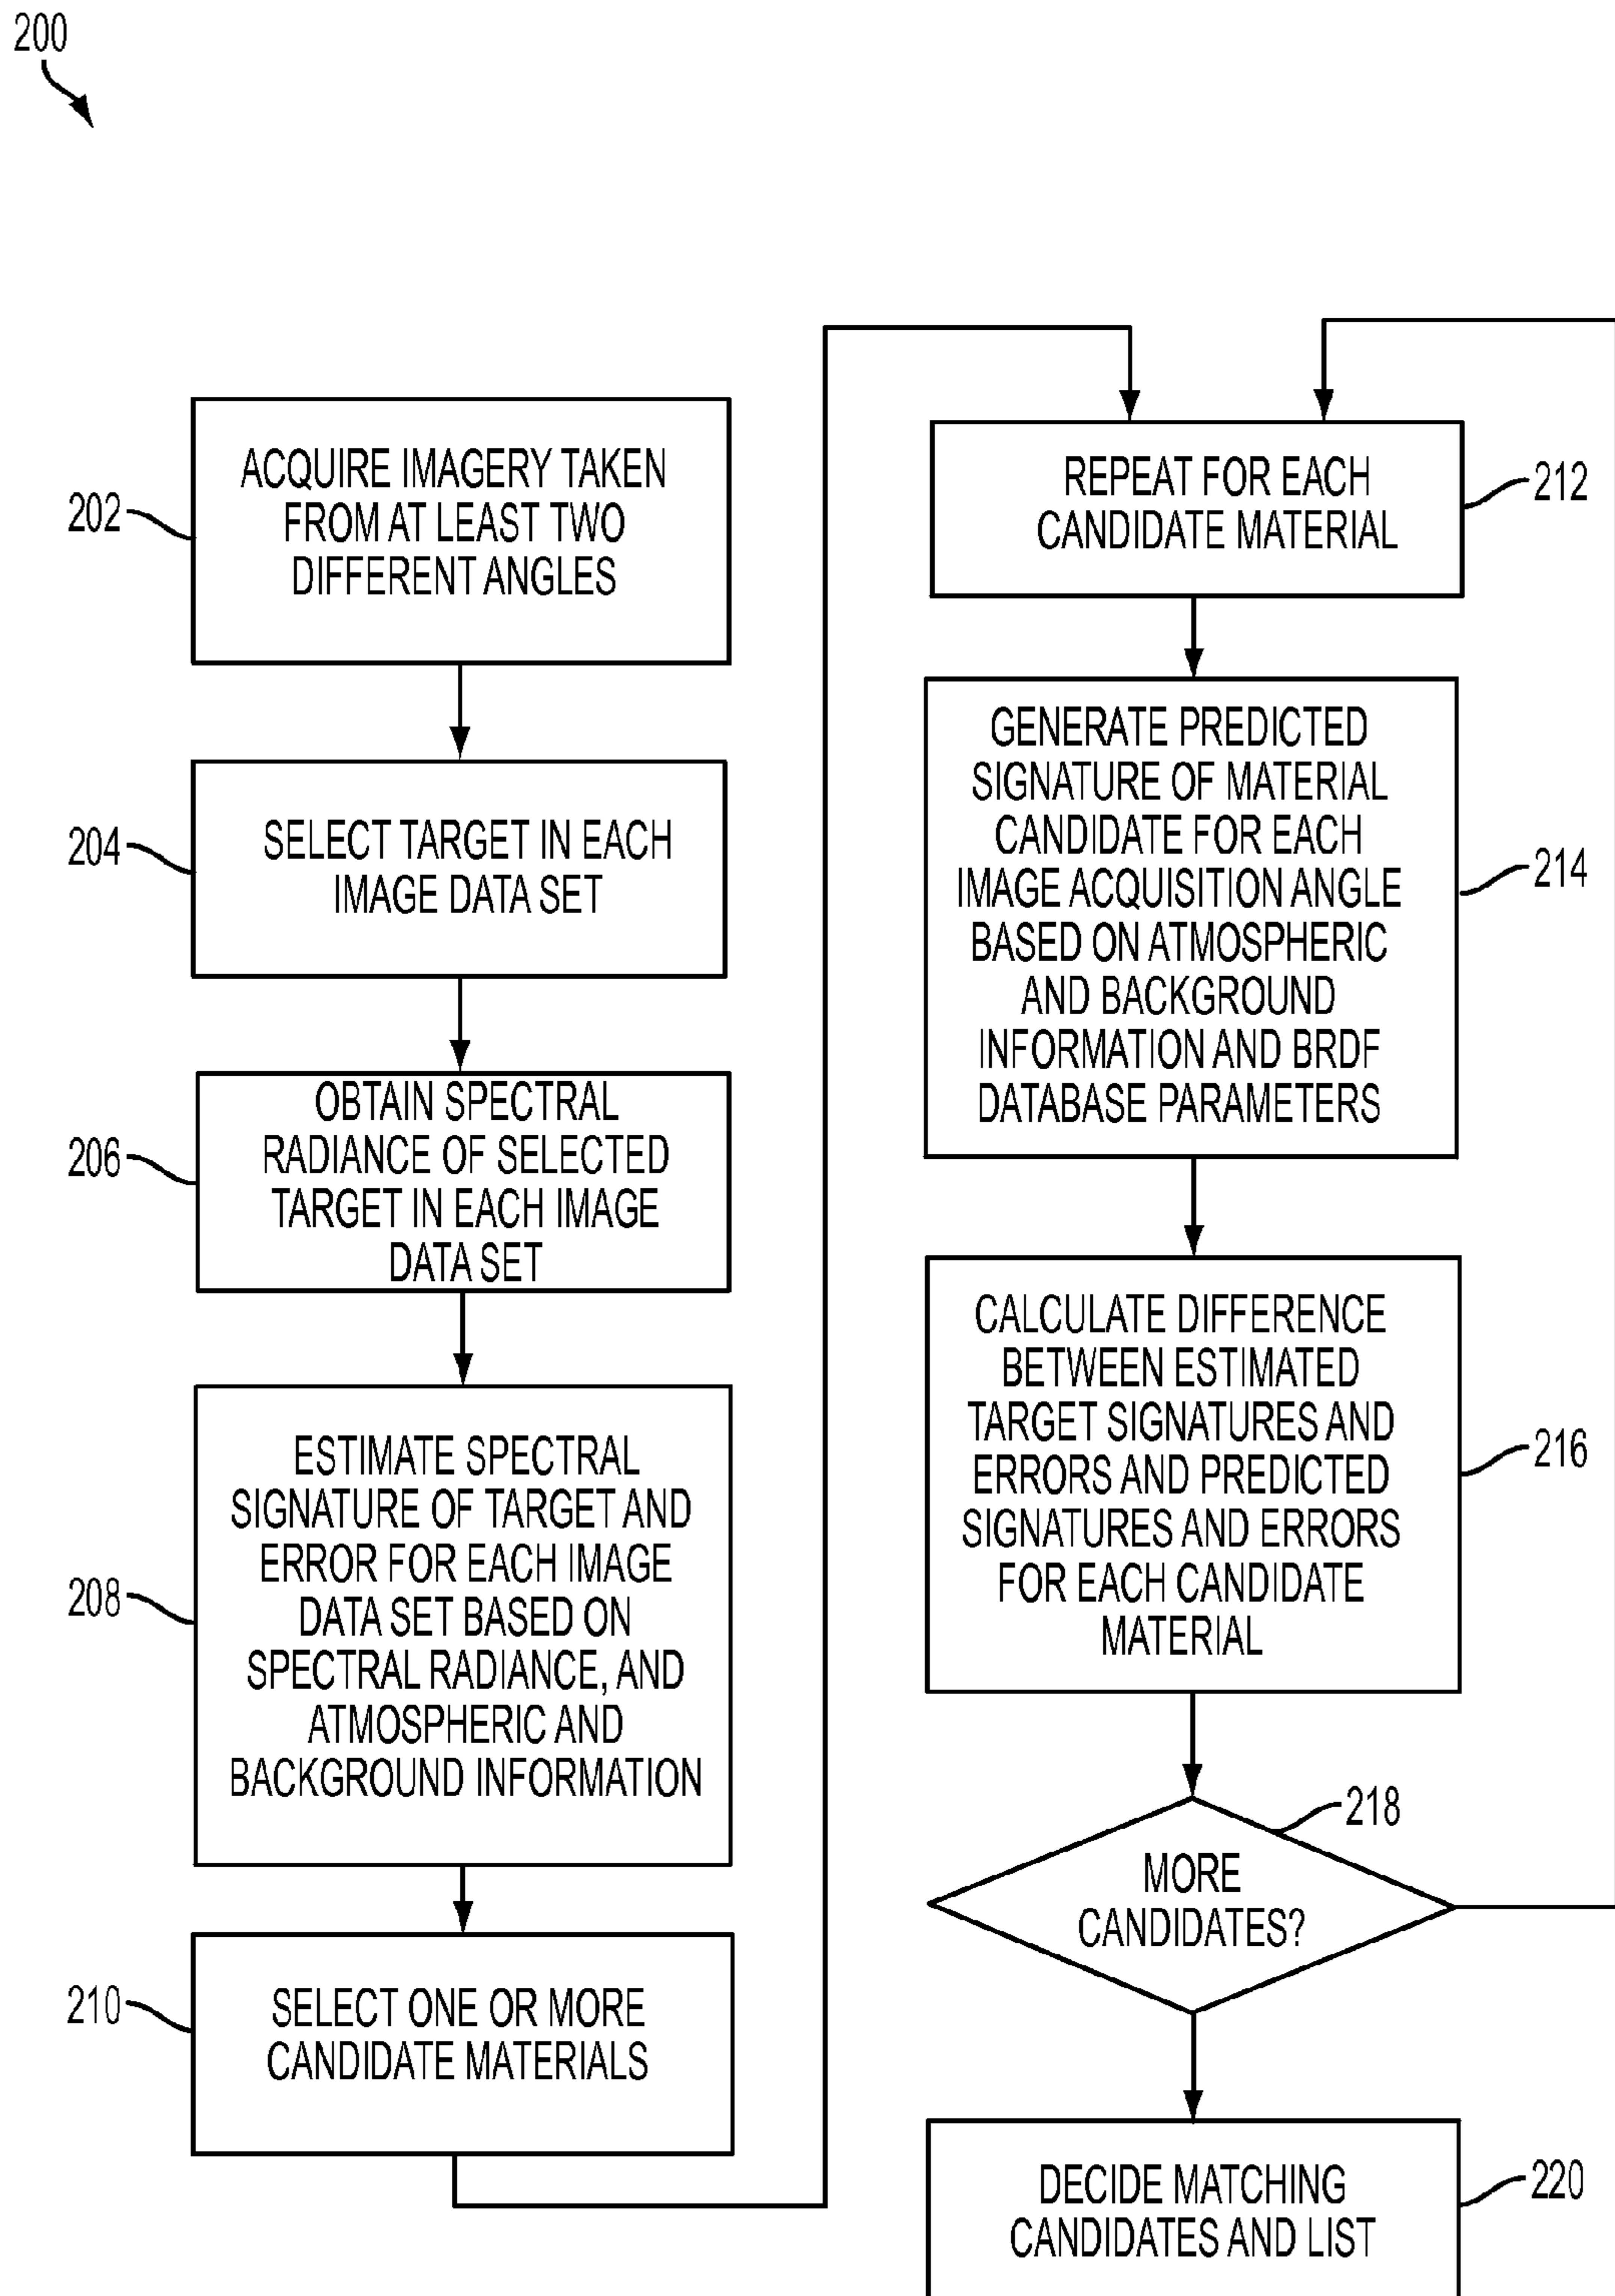 200
202
ACQUIRE IMAGERY TAKEN
FROM AT LEAST TWO
DIFFERENT ANGLES
204
SELECT TARGET IN EACH
IMAGE DATA SET
206
OBTAIN SPECTRAL
RADIANCE OF SELECTED
TARGET IN EACH IMAGE
DATA SET
208
ESTIMATE SPECTRAL
SIGNATURE OF TARGET AND
ERROR FOR EACH IMAGE
DATA SET BASED ON
SPECTRAL RADIANCE, AND
ATMOSPHERIC AND
BACKGROUND INFORMATION
210
SELECT ONE OR MORE
CANDIDATE MATERIALS
REPEAT FOR EACH
CANDIDATE MATERIAL
212
GENERATE PREDICTED
SIGNATURE OF MATERIAL
CANDIDATE FOR EACH
IMAGE ACQUISITION ANGLE
BASED ON ATMOSPHERIC
AND BACKGROUND
INFORMATION AND BRDF
DATABASE PARAMETERS
214
CALCULATE DIFFERENCE
BETWEEN ESTIMATED
TARGET SIGNATURES AND
ERRORS AND PREDICTED
SIGNATURES AND ERRORS
FOR EACH CANDIDATE
MATERIAL
216
MORE
CANDIDATES?
218
DECIDE MATCHING
CANDIDATES AND LIST
220